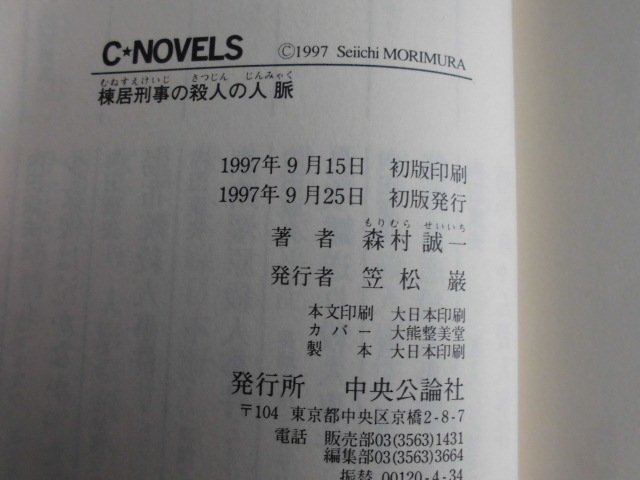 C★NOVELS ©1997 Seiichi MORIMURA
むねすえけいじ さつじん じんみゃく
棟居刑事の殺人の人脈
1997年9月15日 初版印刷
1997年9月25日 初版発行
もりむら せいいち
著者 森村誠一
発行者 笠松 巌
本文印刷 大日本印刷
カバー 大熊整美堂
製本 大日本印刷
発行所 中央公論社
〒104 東京都中央区京橋2-8-7
電話 販売部03(3563)1431
編集部03(3563)3664
振替 00120-4-34